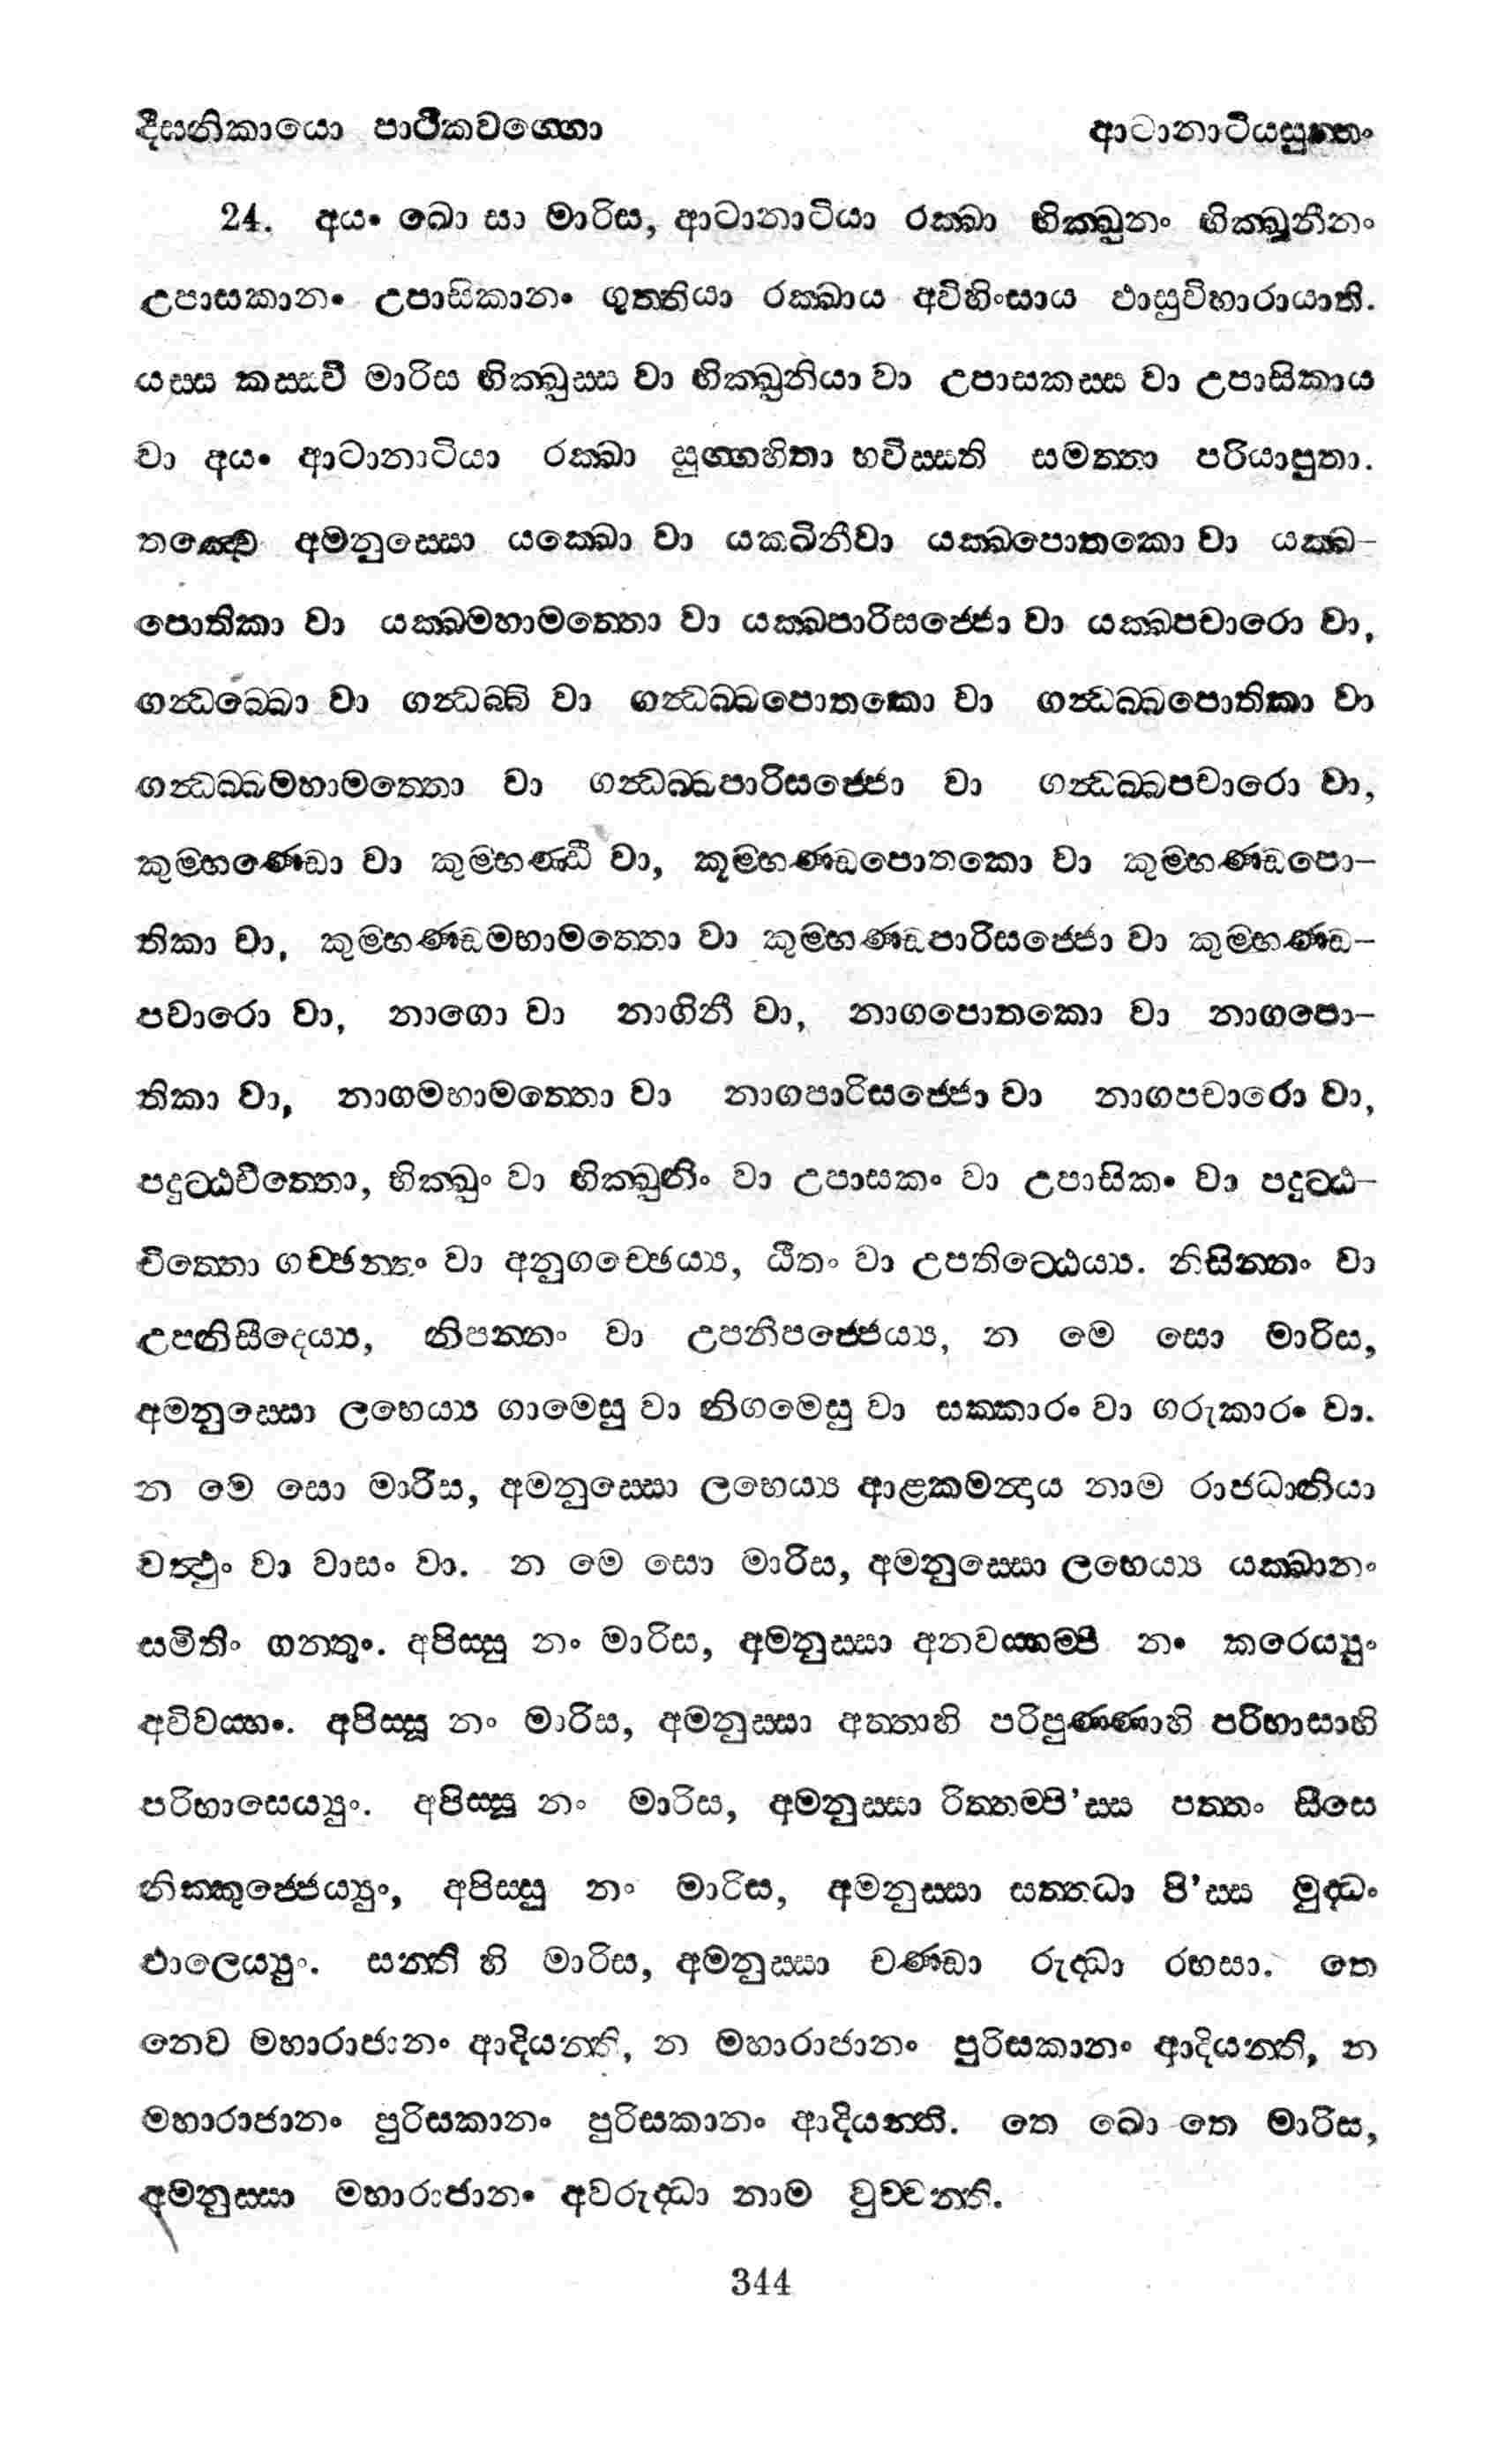 දීඝනිකායො පාථිකවග්ගො
ආටානාටියසුත්තං
24. අයං ඛො සා මාරිස, ආටානාටියා රක්ඛා භික්ඛූනං භික්ඛූනීනං
උපාසකානං උපාසිකානං ගුත්තියා රක්ඛාය අවිහිංසාය ඵාසුවිහාරායාති.
යස්ස කස්සචි මාරිස භික්ඛුස්ස වා භික්ඛුනියා වා උපාසකස්ස වා උපාසිකාය
වා අයං ආටානාටියා රක්ඛා සුග්ගහිතා භවිස්සති සමත්තා පරියාපුතා.
තඤ්චෙ අමනුස්සො යක්ඛො වා යක්ඛිනීවා යක්ඛපොතකො වා යක්ඛ-
පොතිකා වා යක්ඛමහාමත්තො වා යක්ඛපාරිසජ්ජො වා යක්ඛපචාරො වා,
ගන්ධබ්බො වා ගන්ධබ්බී වා ගන්ධබ්බපොතකො වා ගන්ධබ්බපොතිකා වා
ගන්ධබ්බමහාමත්තො වා ගන්ධබ්බපාරිසජ්ජො වා ගන්ධබ්බපචාරො වා,
කුම්භණ්ඩො වා කුම්භණ්ඩී වා, කුම්භණ්ඩපොතකො වා කුම්භණ්ඩපො-
තිකා වා, කුම්භණ්ඩමහාමත්තො වා කුම්භණ්ඩපාරිසජ්ජො වා කුම්භණ්ඩ-
පචාරො වා, නාගො වා නාගිනී වා, නාගපොතකො වා නාගපො-
තිකා වා, නාගමහාමත්තො වා නාගපාරිසජ්ජො වා නාගපචාරො වා,
පදුට්ඨචිත්තො, භික්ඛුං වා භික්ඛුනිං වා උපාසකං වා උපාසිකං වා පදුට්ඨ-
චිත්තො ගච්ඡන්තං වා අනුගච්ඡෙය්‍ය, ඨිතං වා උපතිට්ඨෙය්‍ය. නිසින්නං වා
උපනිසීදෙය්‍ය, නිපන්නං වා උපනිපජ්ජෙය්‍ය, න මෙ සො මාරිස,
අමනුස්සො ලභෙය්‍ය ගාමෙසු වා නිගමෙසු වා සක්කාරං වා ගරුකාරං වා.
න මෙ සො මාරිස, අමනුස්සො ලභෙය්‍ය ආළකමන්දාය නාම රාජධානියා
වත්ථුං වා වාසං වා. න මෙ සො මාරිස, අමනුස්සො ලභෙය්‍ය යක්ඛානං
සමිතිං ගන්තුං. අපිස්සු නං මාරිස, අමනුස්සා අනවය්හම්පි නං කරෙය්‍යුං
අවිවය්හං. අපිස්සූ නං මාරිස, අමනුස්සා අත්තාහි පරිපුණ්ණාහි පරිභාසාහි
පරිභාසෙය්‍යුං. අපිස්සූ නං මාරිස, අමනුස්සා රිත්තම්පි'ස්ස පත්තං සීසෙ
නික්කුජ්ජෙය්‍යුං, අපිස්සු නං මාරිස, අමනුස්සා සත්තධා පි'ස්ස මුද්ධං
ඵාලෙය්‍යුං. සන්ති හි මාරිස, අමනුස්සා චණ්ඩා රුද්ධා රභසා. තෙ
නෙව මහාරාජානං ආදියන්ති, න මහාරාජානං පුරිසකානං ආදියන්ති, න
මහාරාජානං පුරිසකානං පුරිසකානං ආදියන්ති. තෙ ඛො තෙ මාරිස,
අමනුස්සා මහාරාජානං අවරුද්ධා නාම වුච්චන්ති.
344